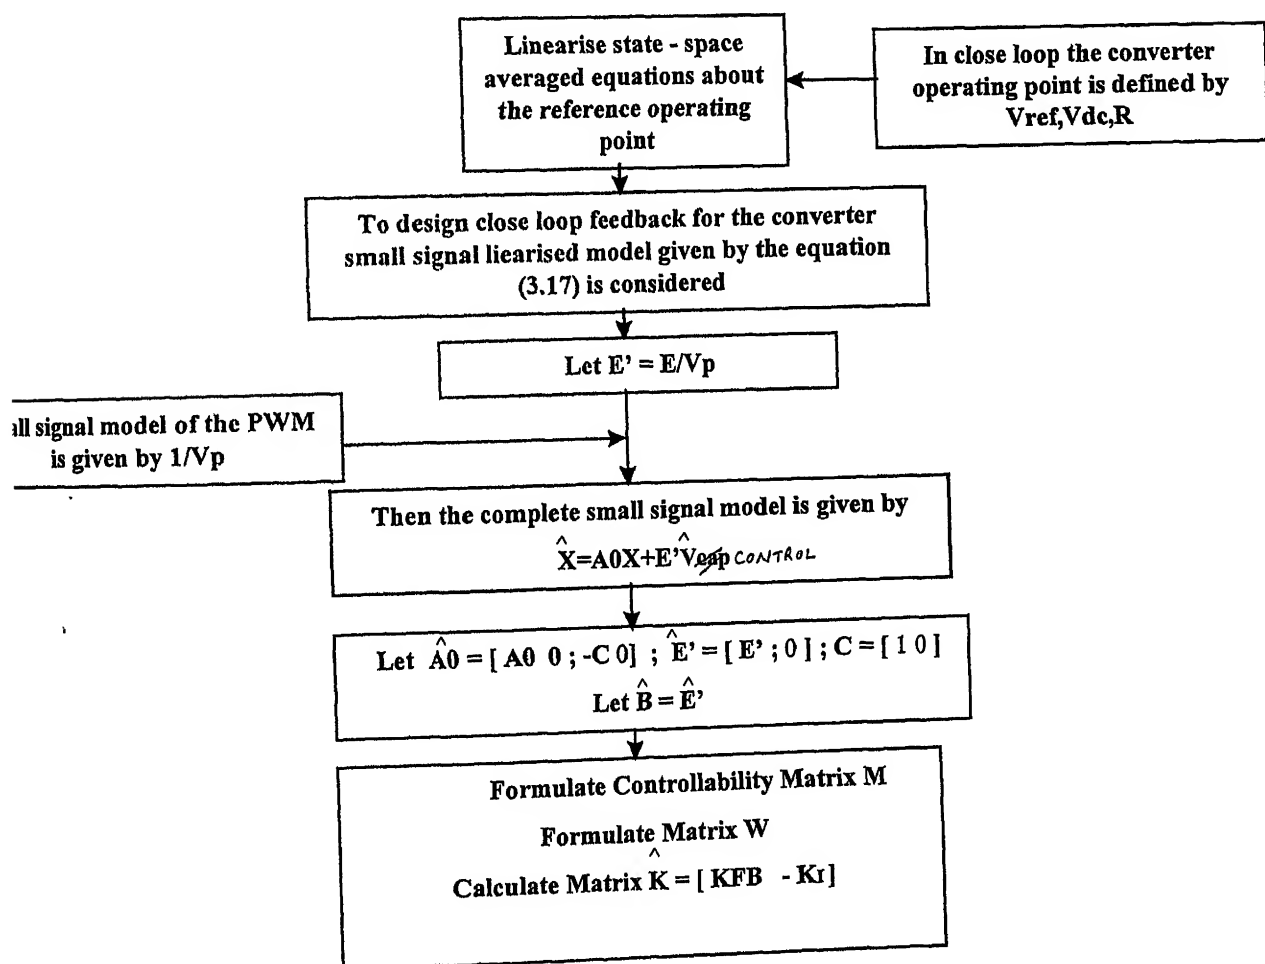 Linearise state - space
averaged equations about
the reference operating
point
In close loop the converter
operating point is defined by
Vref,Vdc,R
To design close loop feedback for the converter
small signal liearised model given by the equation
(3.17) is considered
Let E' = E/Vp
all signal model of the PWM
is given by 1/Vp
Then the complete small signal model is given by
X̂=A0X+E'V̂cap CONTROL
Let Â0 = [ A0 0 ; -C 0] ; Ê' = [ E' ; 0 ] ; C = [ 1 0 ]
Let B̂ = Ê'
Formulate Controllability Matrix M
Formulate Matrix W
Calculate Matrix K̂ = [ KFB - KI]